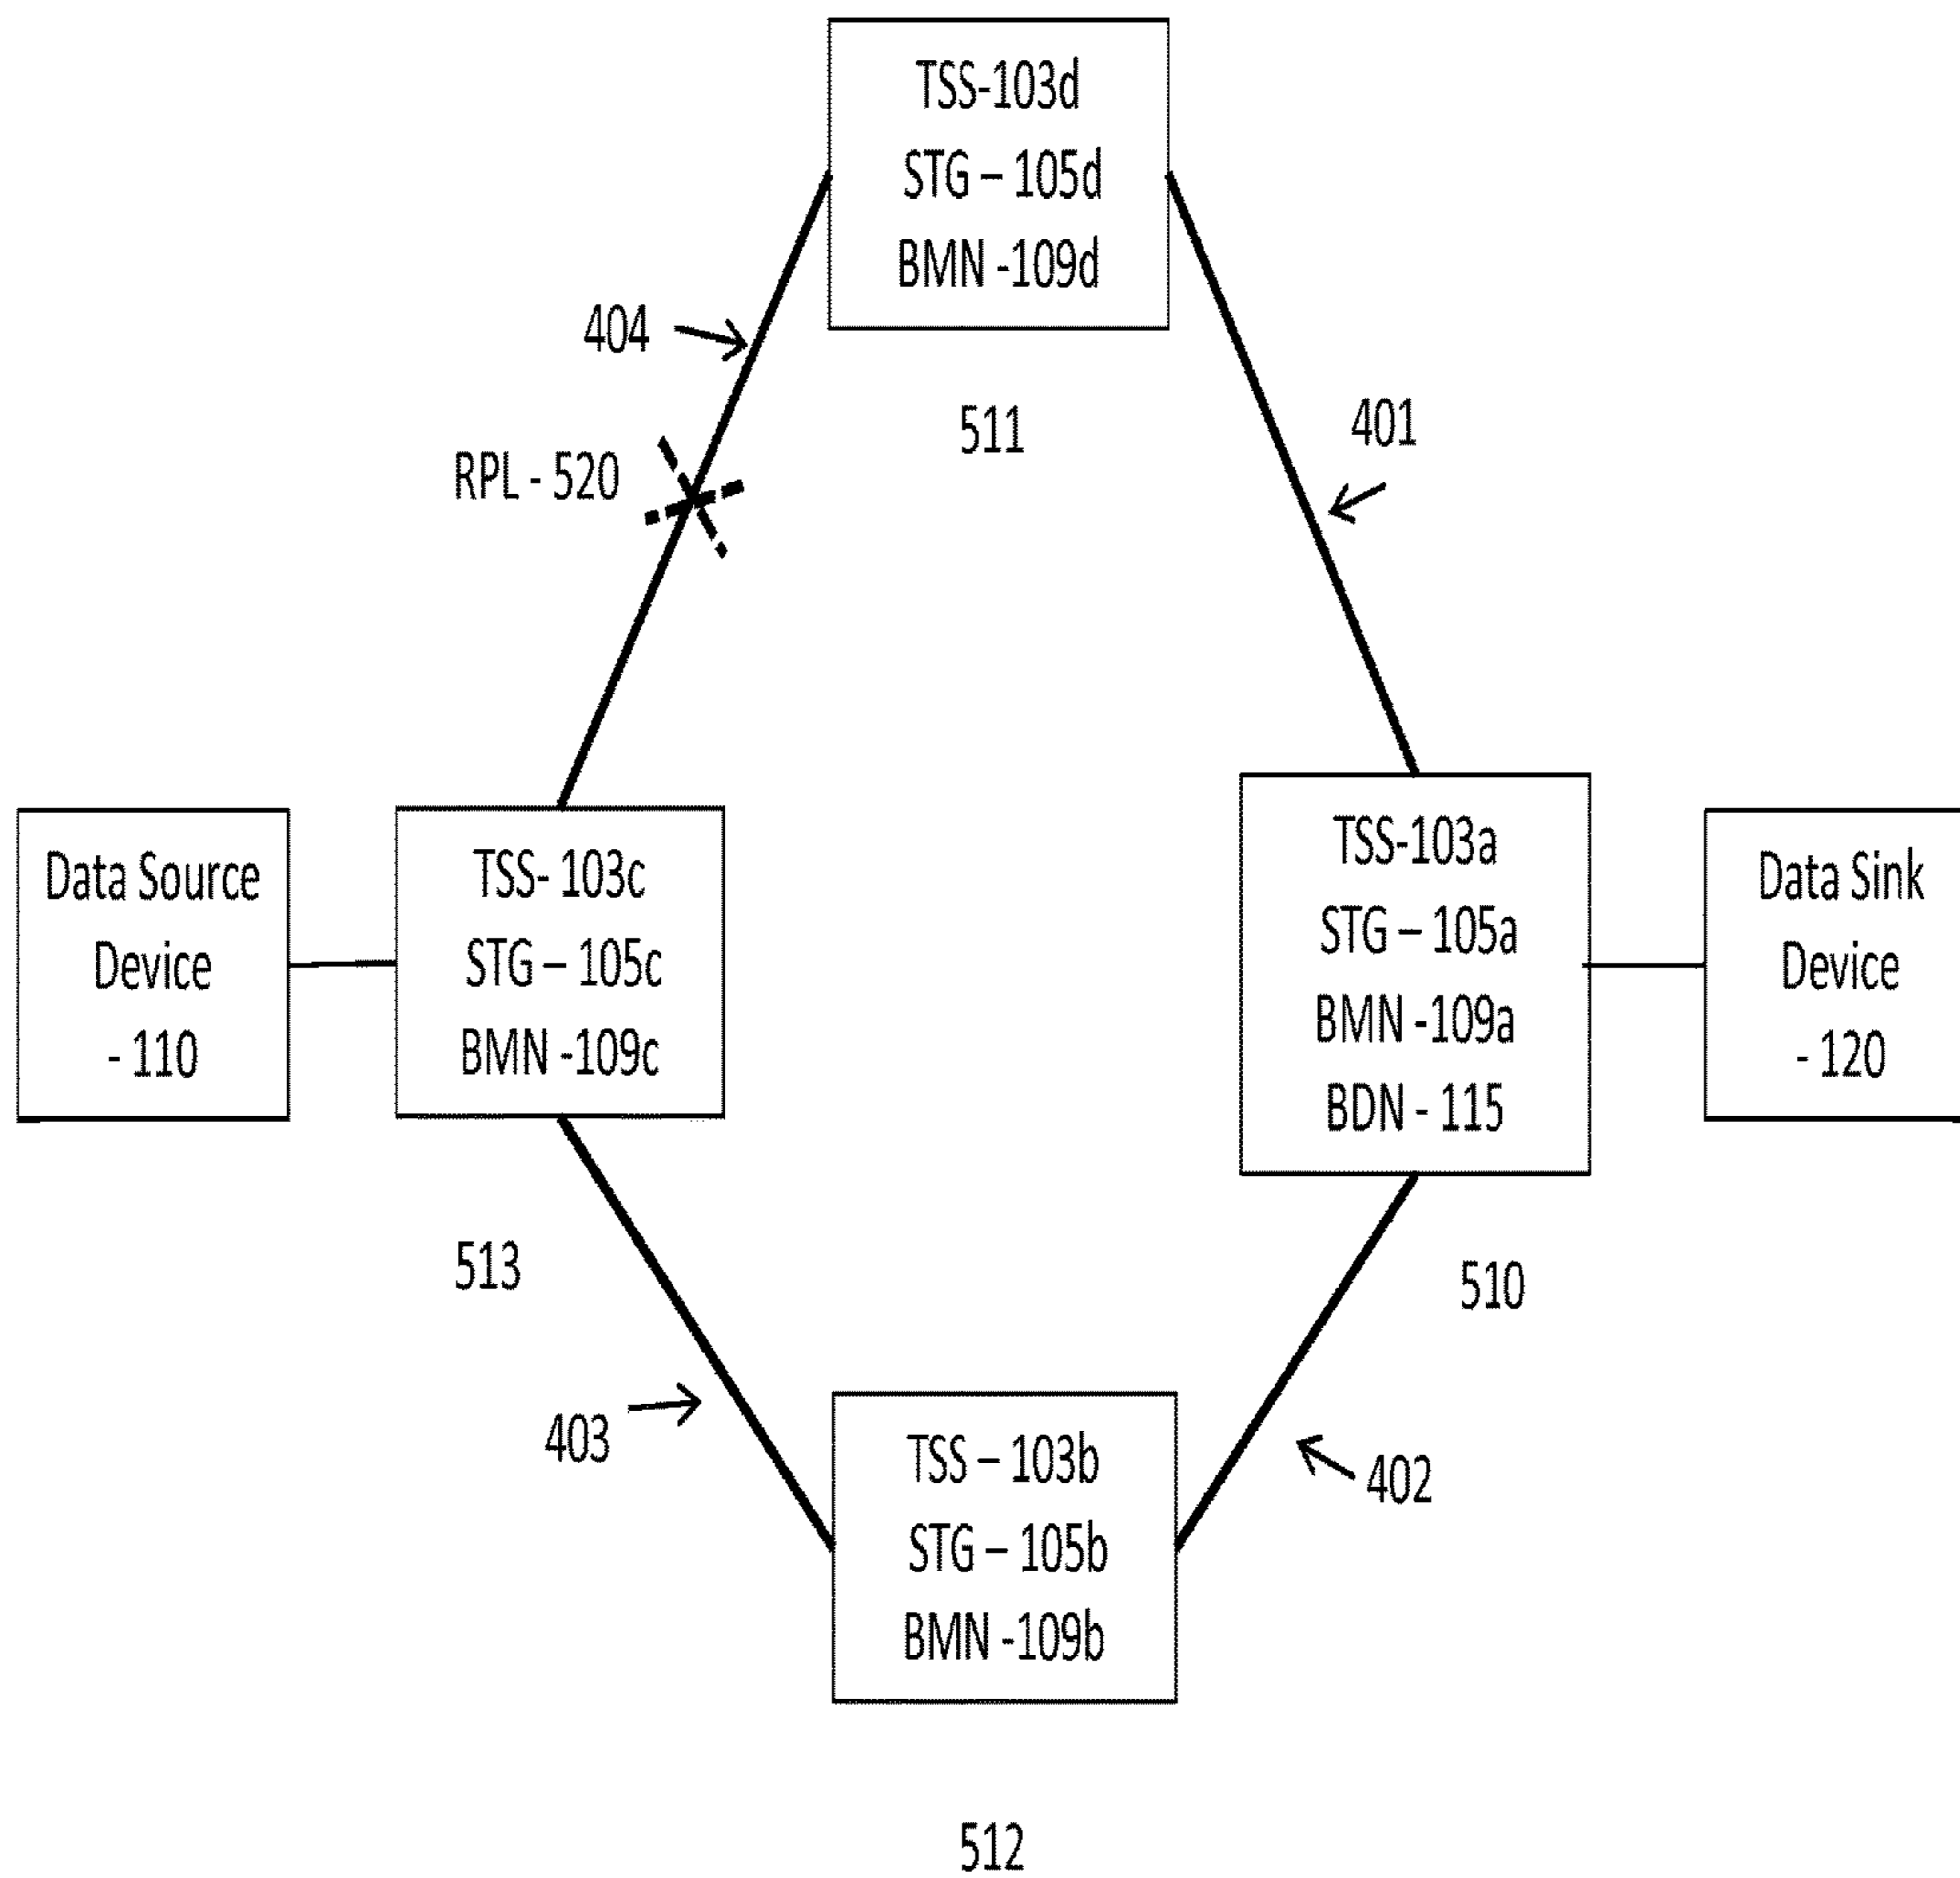 TSS-103d
STG – 105d
BMN -109d
404
511
401
RPL - 520
Data Source
Device
- 110
TSS- 103c
STG – 105c
BMN -109c
TSS-103a
STG – 105a
BMN -109a
BDN - 115
Data Sink
Device
- 120
513
510
403
402
TSS – 103b
STG – 105b
BMN -109b
512